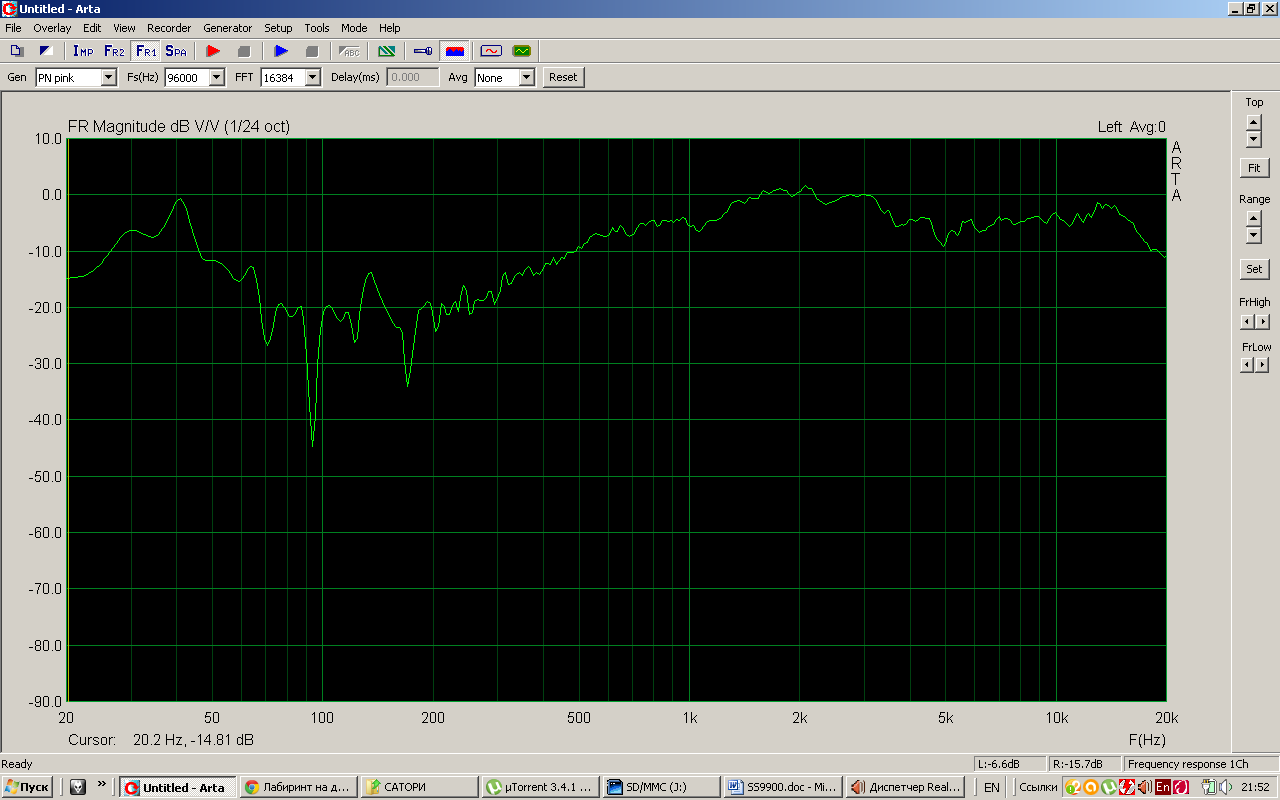 Untitled - Arta
File Overlay Edit View Recorder Generator Setup Tools Mode Help
IMP FR2 FR1 SPA ABC
Gen PN pink Fs(Hz) 96000 FFT 16384 Delay(ms) 0.000 Avg None Reset
FR Magnitude dB V/V (1/24 oct) Left Avg:0
Top
Fit
Range
Set
FrHigh
FrLow
A
R
T
A
10.0
0.0
-10.0
-20.0
-30.0
-40.0
-50.0
-60.0
-70.0
-80.0
-90.0
20 50 100 200 500 1k 2k 5k 10k 20k
Cursor: 20.2 Hz, -14.81 dB F(Hz)
Ready L:-6.6dB R:-15.7dB Frequency response 1Ch
Пуск » Untitled - Arta Лабиринт на д... САТОРИ µTorrent 3.4.1 ... SD/MMC (J:) SS9900.doc - Mi... Диспетчер Real... EN Ссылки En 21:52